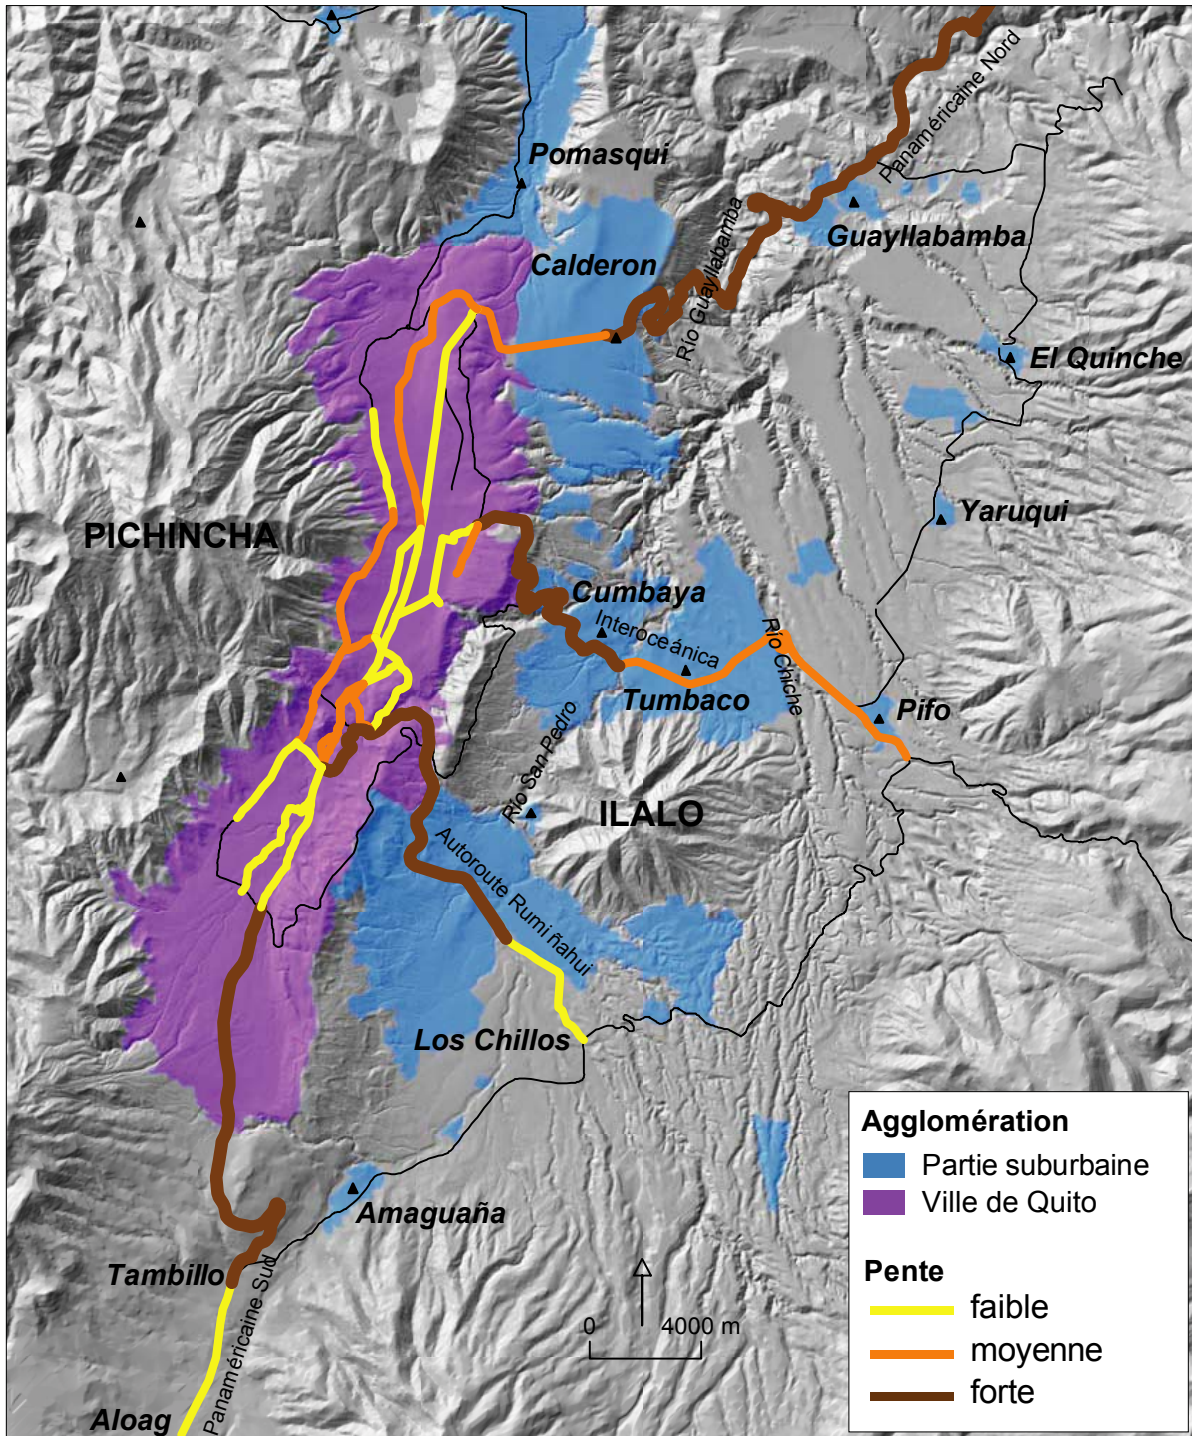 Panaméricaine Nord
Pomasqui
Guayllabamba
Calderon
Río Guayllabamba
El Quinche
Yaruqui
PICHINCHA
Cumbaya
Interoceánica
Río Chiche
Tumbaco
Pifo
Río San Pedro
ILALO
Autoroute Rumi ñahui
Los Chillos
Amaguaña
Tambillo
Panaméricaine Sud
Aloag
0 4000 m
Agglomération
Partie suburbaine
Ville de Quito
Pente
faible
moyenne
forte